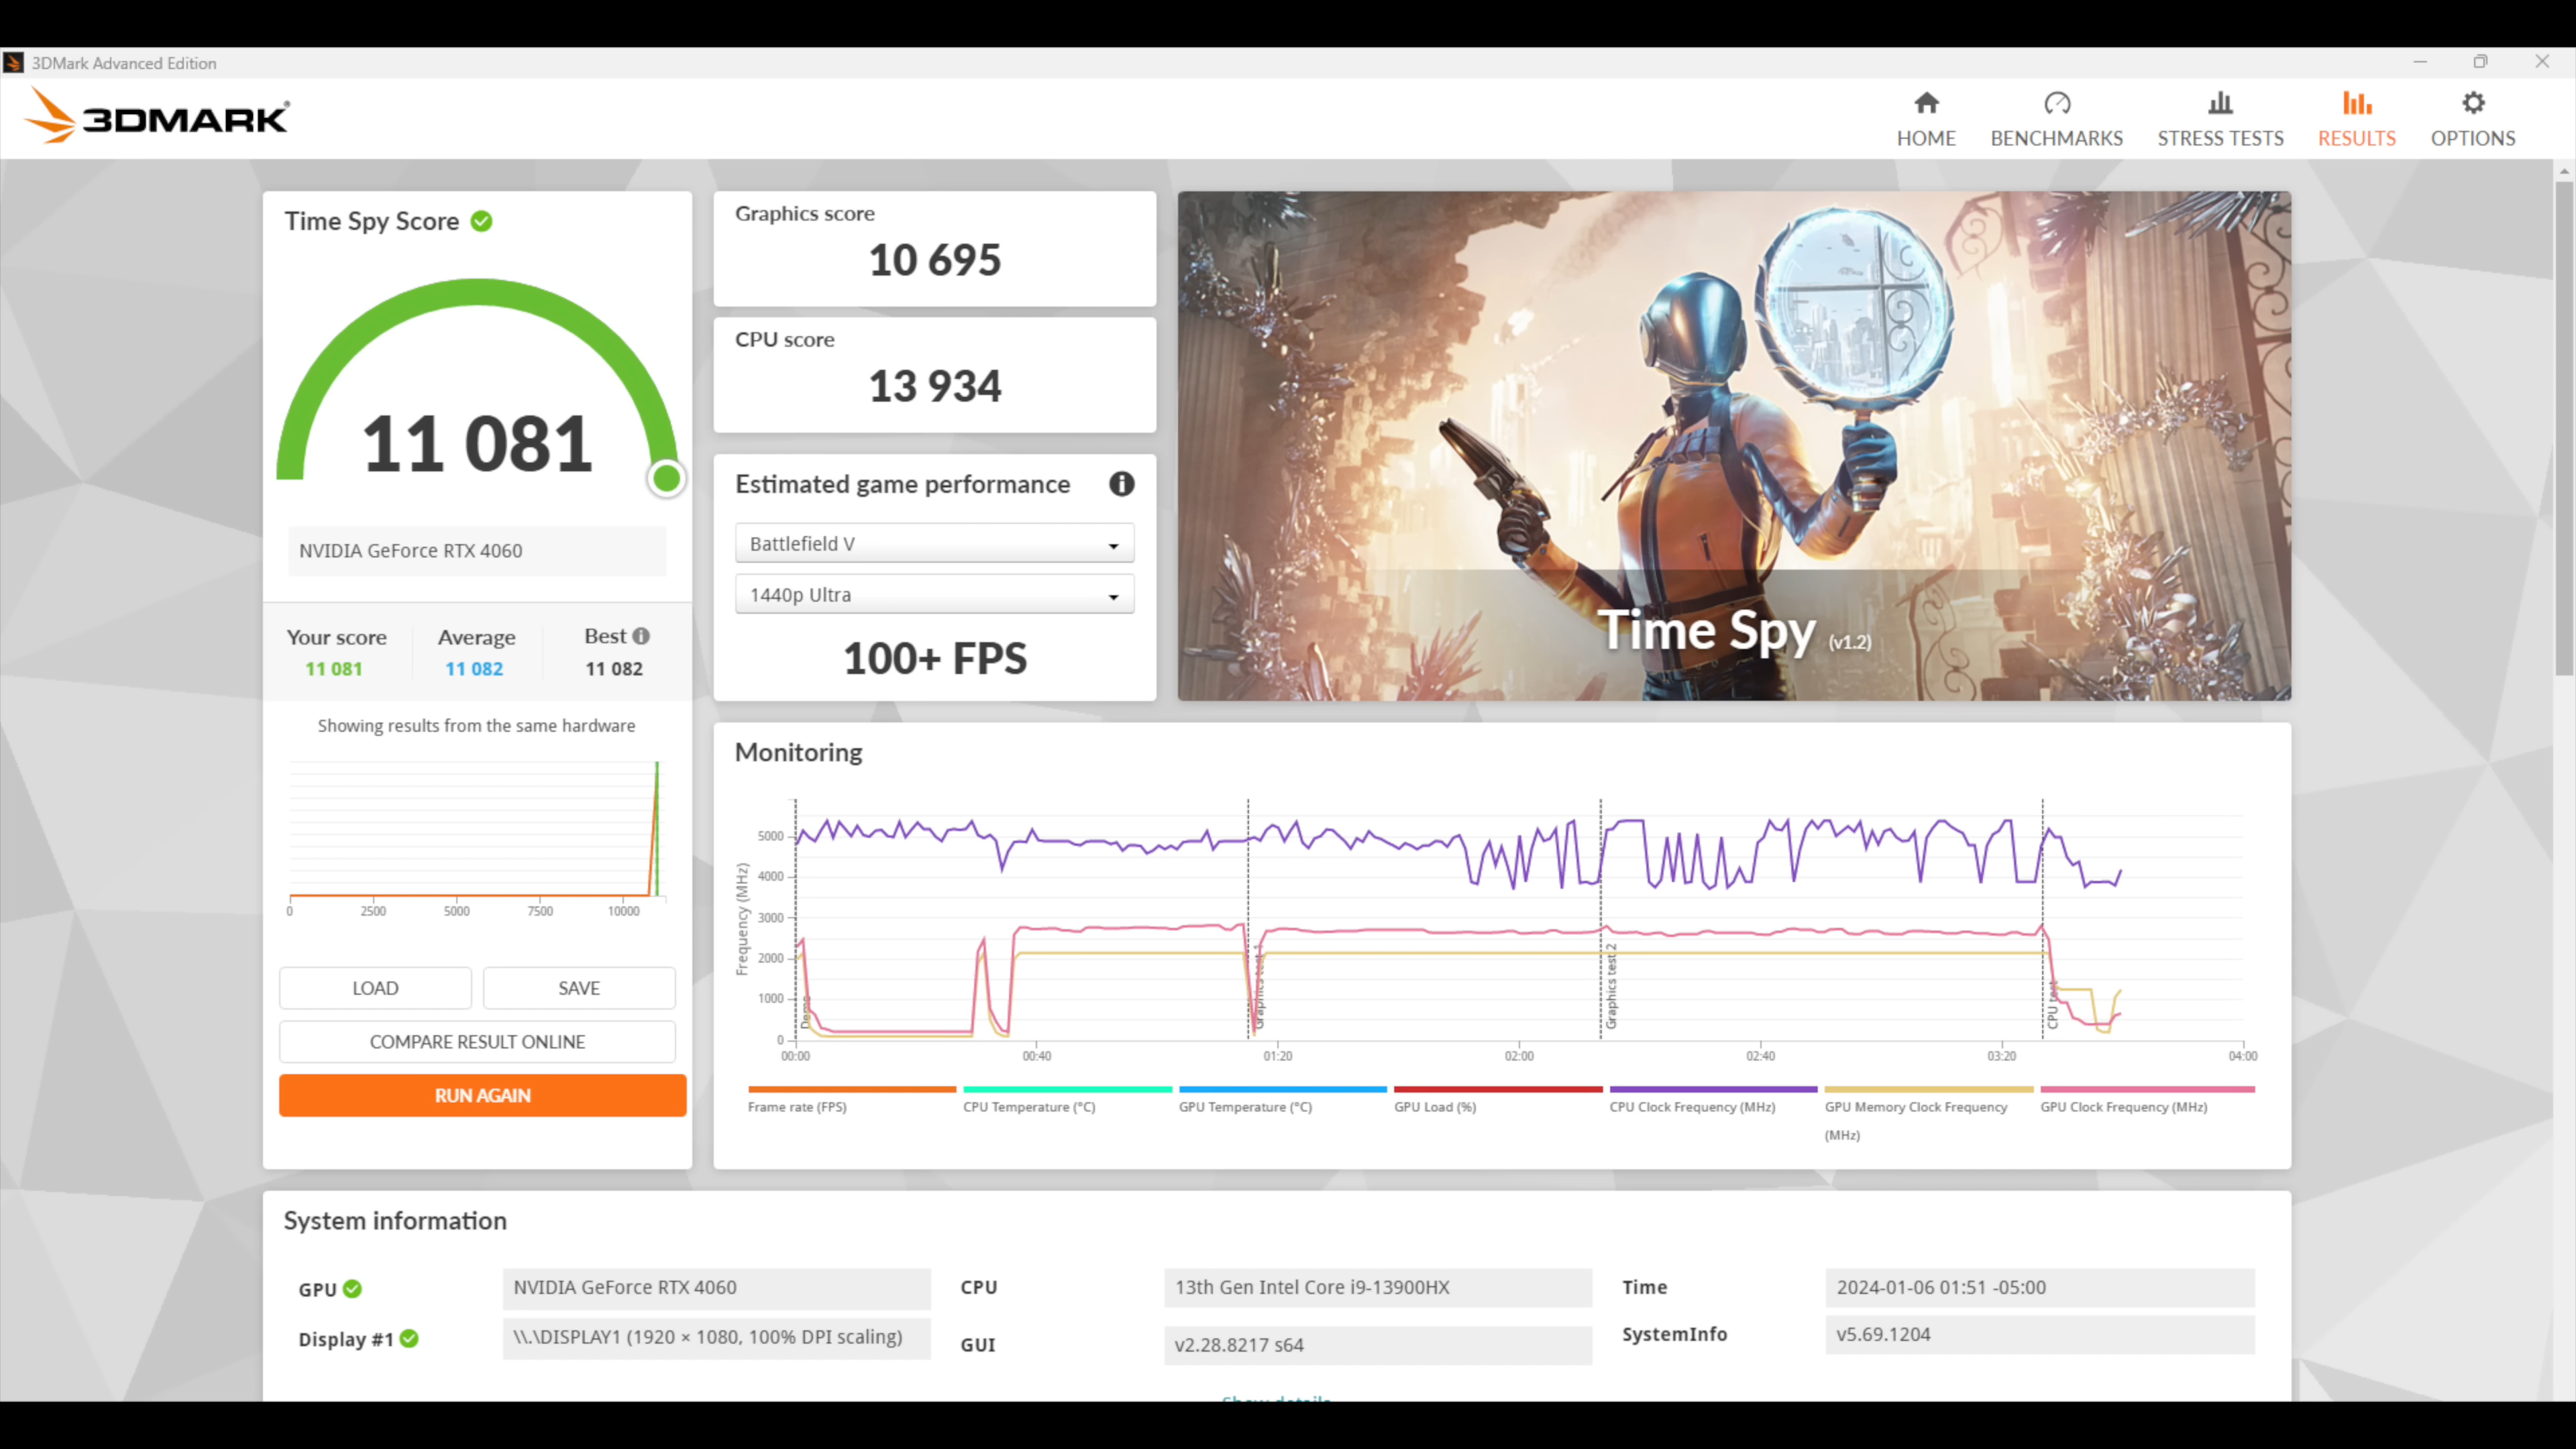 3DMark Advanced Edition
3DMARK®
HOME
BENCHMARKS
STRESS TESTS
RESULTS
OPTIONS
Time Spy Score
11 081
NVIDIA GeForce RTX 4060
Your score
11 081
Average
11 082
Best
11 082
Showing results from the same hardware
0 2500 5000 7500 10000
LOAD
SAVE
COMPARE RESULT ONLINE
RUN AGAIN
Graphics score
10 695
CPU score
13 934
Estimated game performance
Battlefield V
1440p Ultra
100+ FPS
Time Spy (v1.2)
Monitoring
Frequency (MHz)
5000
4000
3000
2000
1000
0
Demo
Graphics test 1
Graphics test 2
CPU test
00:00 00:40 01:20 02:00 02:40 03:20 04:00
Frame rate (FPS)
CPU Temperature (°C)
GPU Temperature (°C)
GPU Load (%)
CPU Clock Frequency (MHz)
GPU Memory Clock Frequency
(MHz)
GPU Clock Frequency (MHz)
System information
GPU
NVIDIA GeForce RTX 4060
Display #1
\\.\DISPLAY1 (1920 × 1080, 100% DPI scaling)
CPU
13th Gen Intel Core i9-13900HX
GUI
v2.28.8217 s64
Time
2024-01-06 01:51 -05:00
SystemInfo
v5.69.1204
Show details